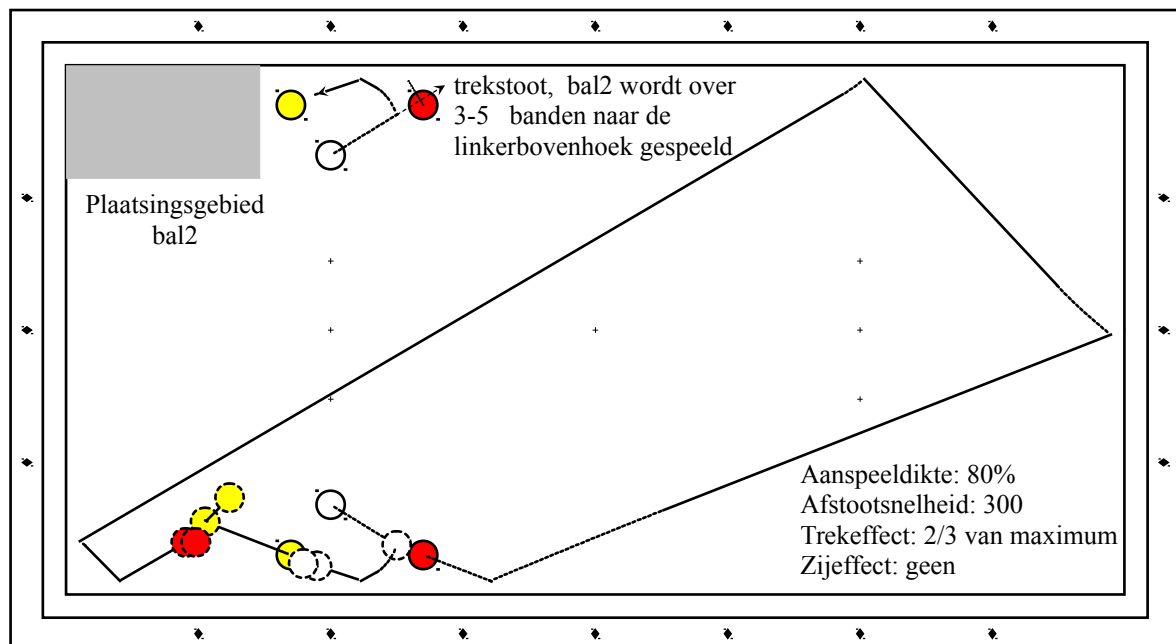 trekstoot, bal2 wordt over
3-5 banden naar de
linkerbovenhoek gespeeld
Plaatsingsgebied
bal2
Aanspeeldikte: 80%
Afstootsnelheid: 300
Trekeffect: 2/3 van maximum
Zijeffect: geen